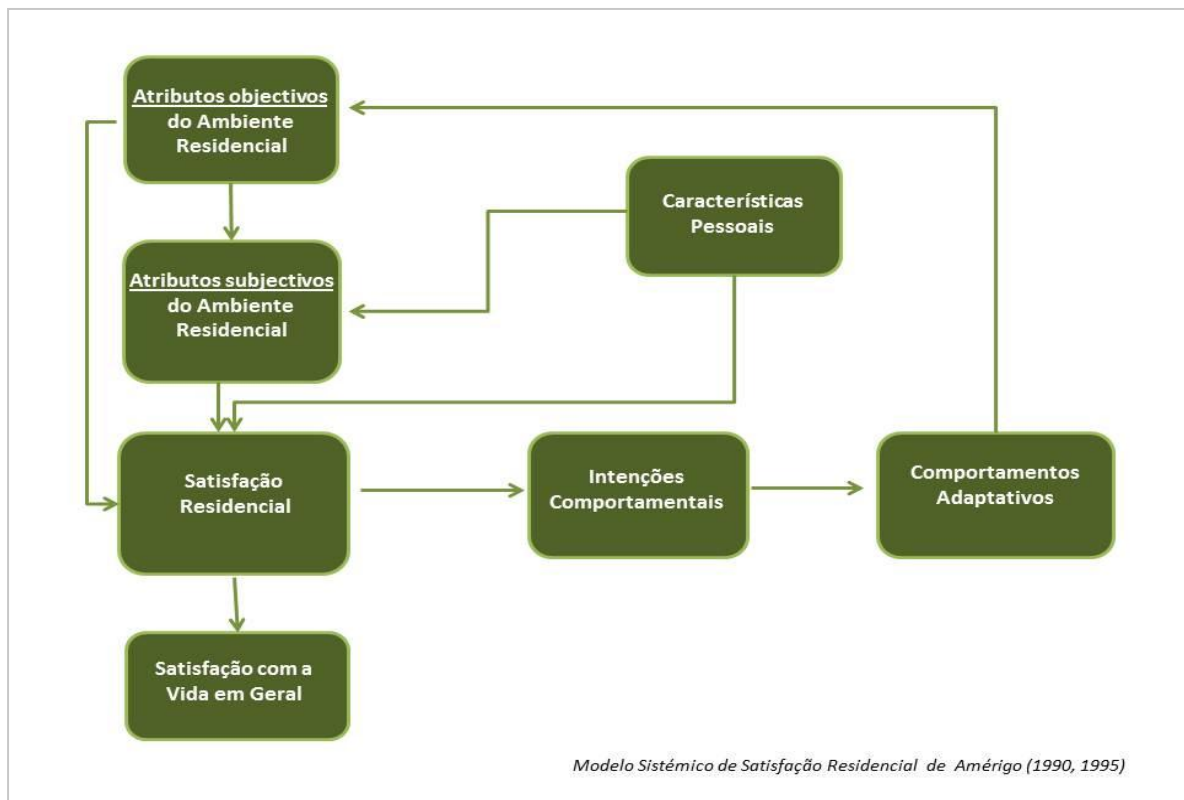 Atributos objectivos
do Ambiente
Residencial
Características
Pessoais
Atributos subjectivos
do Ambiente
Residencial
Satisfação
Residencial
Intenções
Comportamentais
Comportamentos
Adaptativos
Satisfação com a
Vida em Geral
Modelo Sistémico de Satisfação Residencial de Amérigo (1990, 1995)